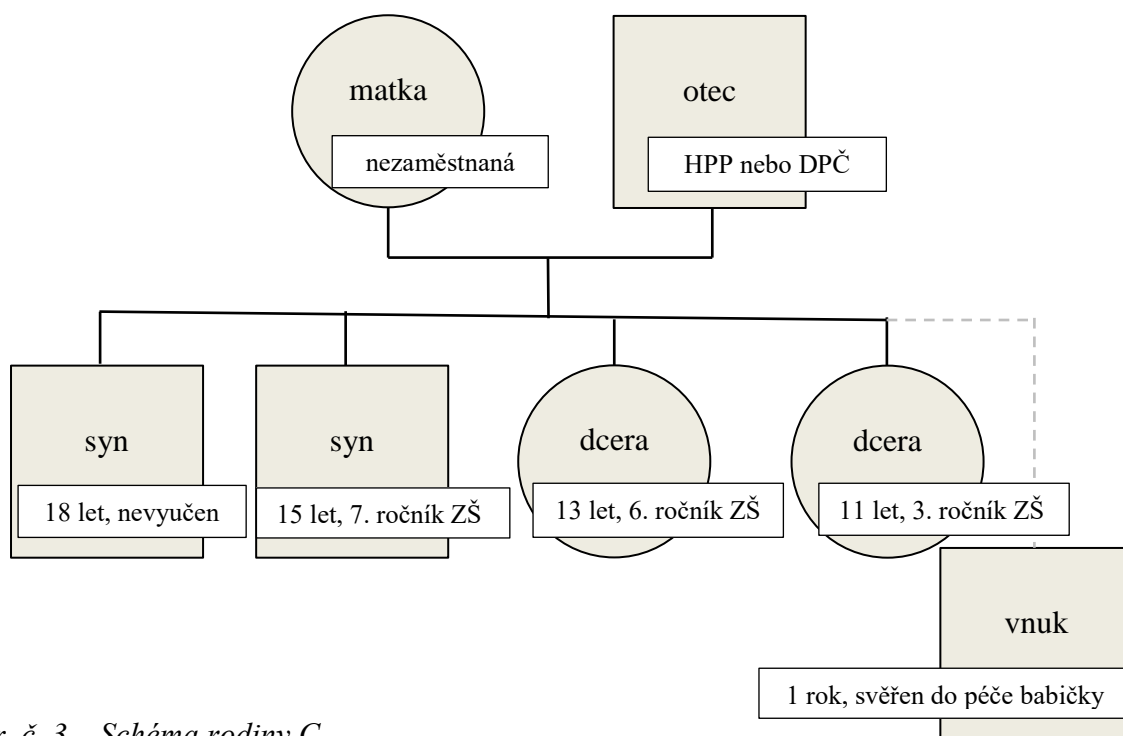 matka
otec
nezaměstnaná
HPP nebo DPČ
syn
syn
dcera
dcera
18 let, nevyučen
15 let, 7. ročník ZŠ
13 let, 6. ročník ZŠ
11 let, 3. ročník ZŠ
vnuk
1 rok, svěřen do péče babičky
č. 3 Schéma rodiny C